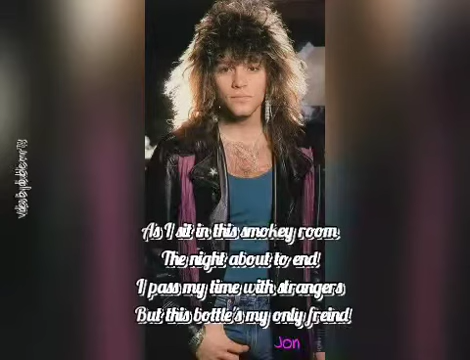 As I sit in this smokey room
The night about to end
I pass my time with strangers
But this bottle's my only freind!
Jon